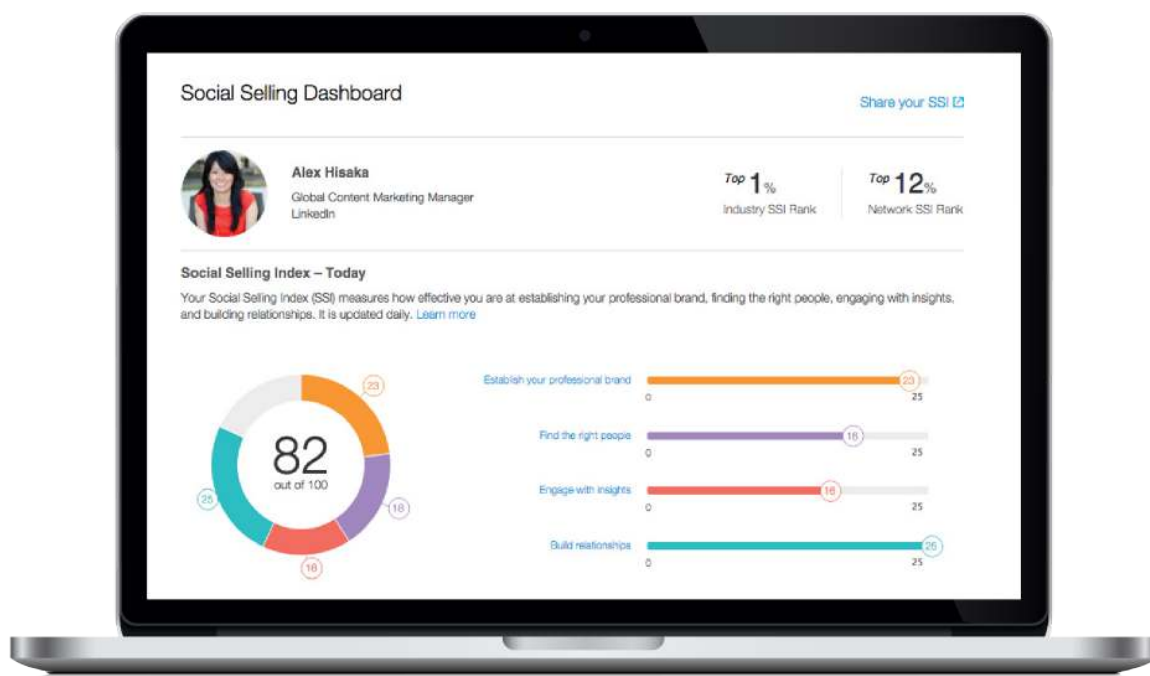 Social Selling Dashboard
Share your SSI
Alex Hisaka
Global Content Marketing Manager
LinkedIn
Top 1%
Industry SSI Rank
Top 12%
Network SSI Rank
Social Selling Index – Today
Your Social Selling Index (SSI) measures how effective you are at establishing your professional brand, finding the right people, engaging with insights,
and building relationships. It is updated daily. Learn more
82
out of 100
23
18
16
25
Establish your professional brand
23
0
25
Find the right people
18
0
25
Engage with insights
16
0
25
Build relationships
25
0
25